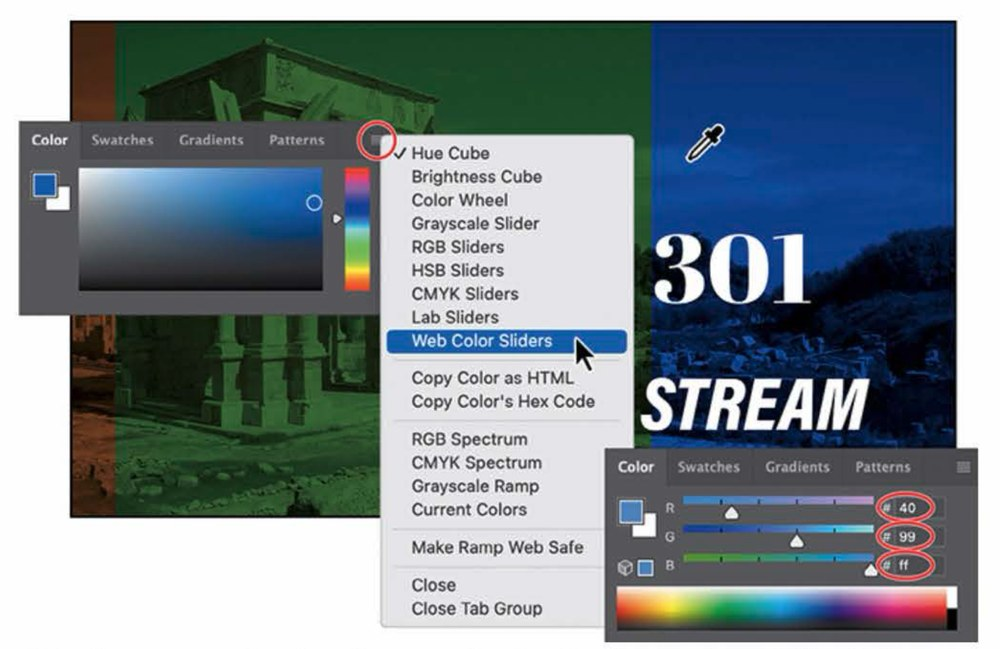 Color Swatches Gradients Patterns
✓ Hue Cube
Brightness Cube
Color Wheel
Grayscale Slider
RGB Sliders
HSB Sliders
CMYK Sliders
Lab Sliders
Web Color Sliders
Copy Color as HTML
Copy Color's Hex Code
RGB Spectrum
CMYK Spectrum
Grayscale Ramp
Current Colors
Make Ramp Web Safe
Close
Close Tab Group
301
STREAM
Color Swatches Gradients Patterns
R # 40
G # 99
B # ff